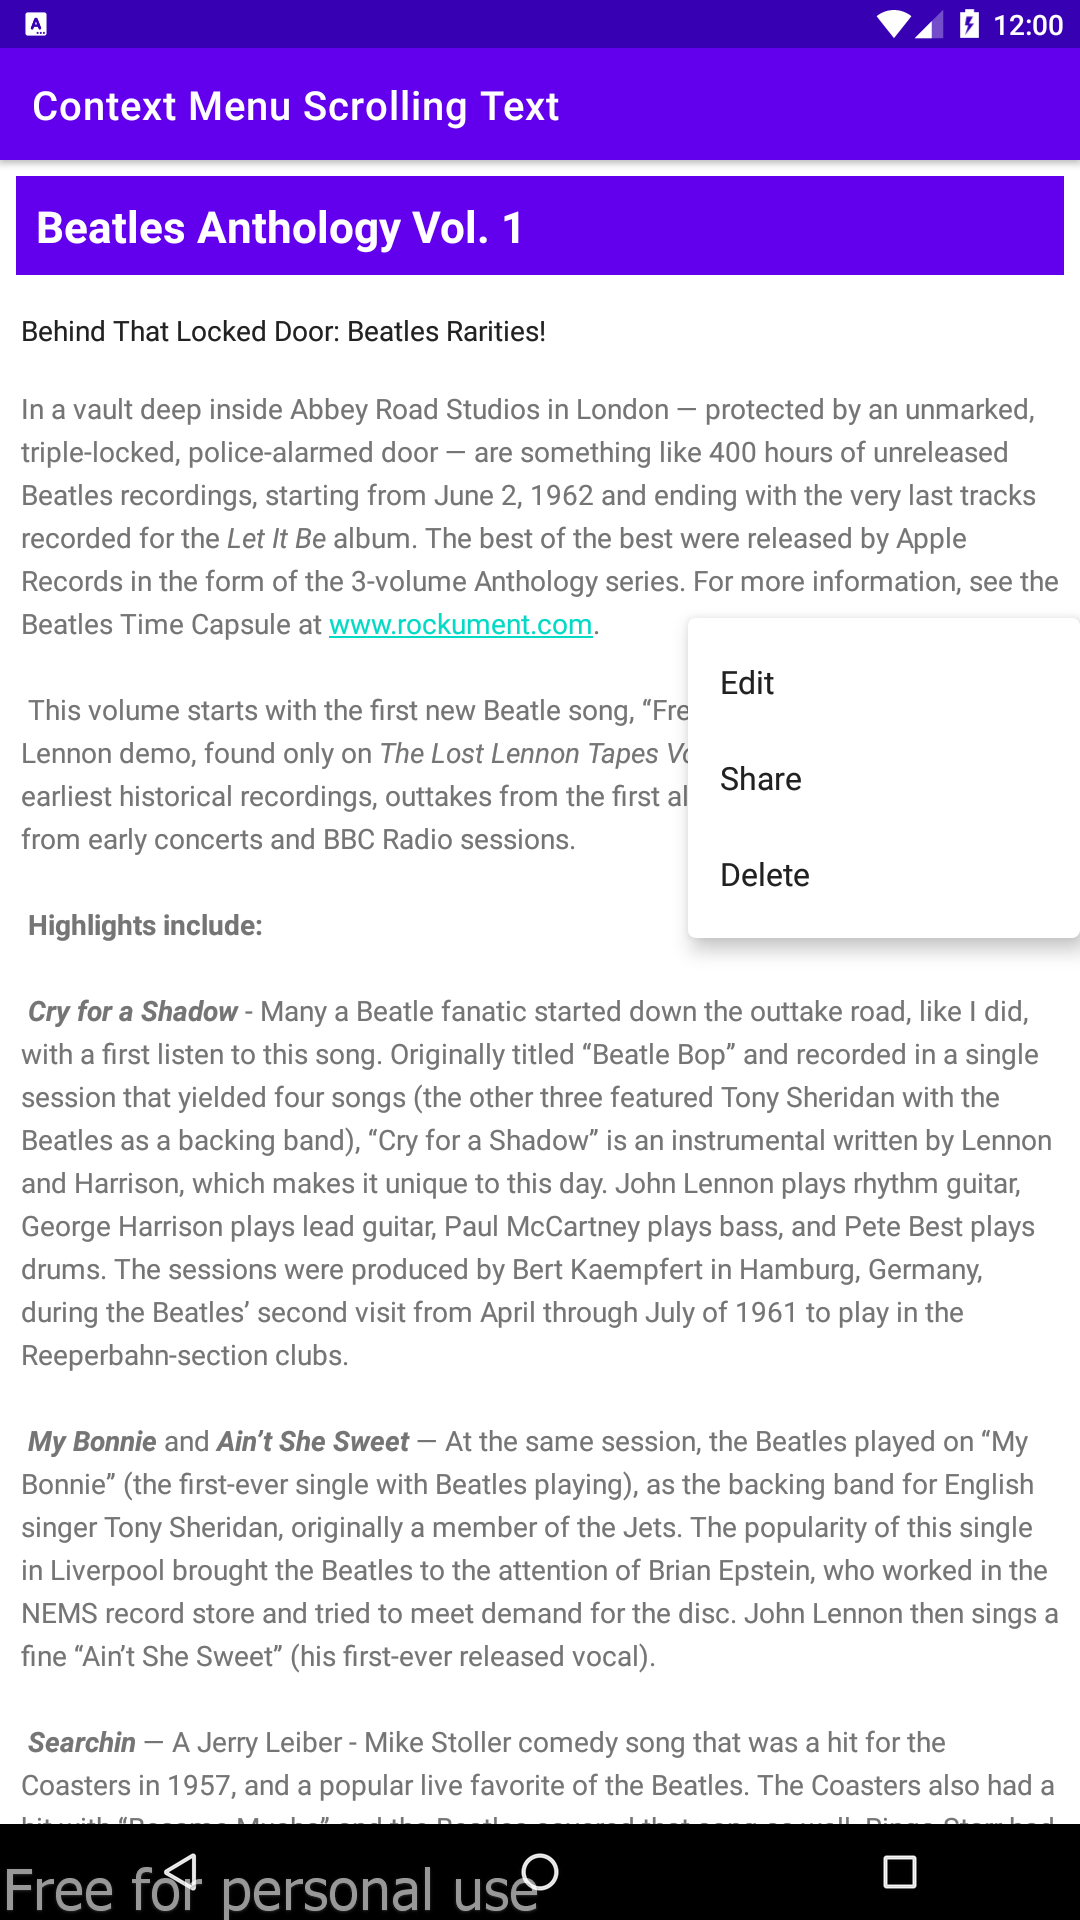 12:00
Context Menu Scrolling Text
Beatles Anthology Vol. 1
Behind That Locked Door: Beatles Rarities!
In a vault deep inside Abbey Road Studios in London — protected by an unmarked,
triple-locked, police-alarmed door — are something like 400 hours of unreleased
Beatles recordings, starting from June 2, 1962 and ending with the very last tracks
recorded for the Let It Be album. The best of the best were released by Apple
Records in the form of the 3-volume Anthology series. For more information, see the
Beatles Time Capsule at www.rockument.com.
This volume starts with the first new Beatle song, “Fre
Lennon demo, found only on The Lost Lennon Tapes Vo
earliest historical recordings, outtakes from the first al
from early concerts and BBC Radio sessions.
Edit
Share
Delete
Highlights include:
Cry for a Shadow - Many a Beatle fanatic started down the outtake road, like I did,
with a first listen to this song. Originally titled “Beatle Bop” and recorded in a single
session that yielded four songs (the other three featured Tony Sheridan with the
Beatles as a backing band), “Cry for a Shadow” is an instrumental written by Lennon
and Harrison, which makes it unique to this day. John Lennon plays rhythm guitar,
George Harrison plays lead guitar, Paul McCartney plays bass, and Pete Best plays
drums. The sessions were produced by Bert Kaempfert in Hamburg, Germany,
during the Beatles’ second visit from April through July of 1961 to play in the
Reeperbahn-section clubs.
My Bonnie and Ain’t She Sweet — At the same session, the Beatles played on “My
Bonnie” (the first-ever single with Beatles playing), as the backing band for English
singer Tony Sheridan, originally a member of the Jets. The popularity of this single
in Liverpool brought the Beatles to the attention of Brian Epstein, who worked in the
NEMS record store and tried to meet demand for the disc. John Lennon then sings a
fine “Ain’t She Sweet” (his first-ever released vocal).
Searchin — A Jerry Leiber - Mike Stoller comedy song that was a hit for the
Coasters in 1957, and a popular live favorite of the Beatles. The Coasters also had a
Free for personal use